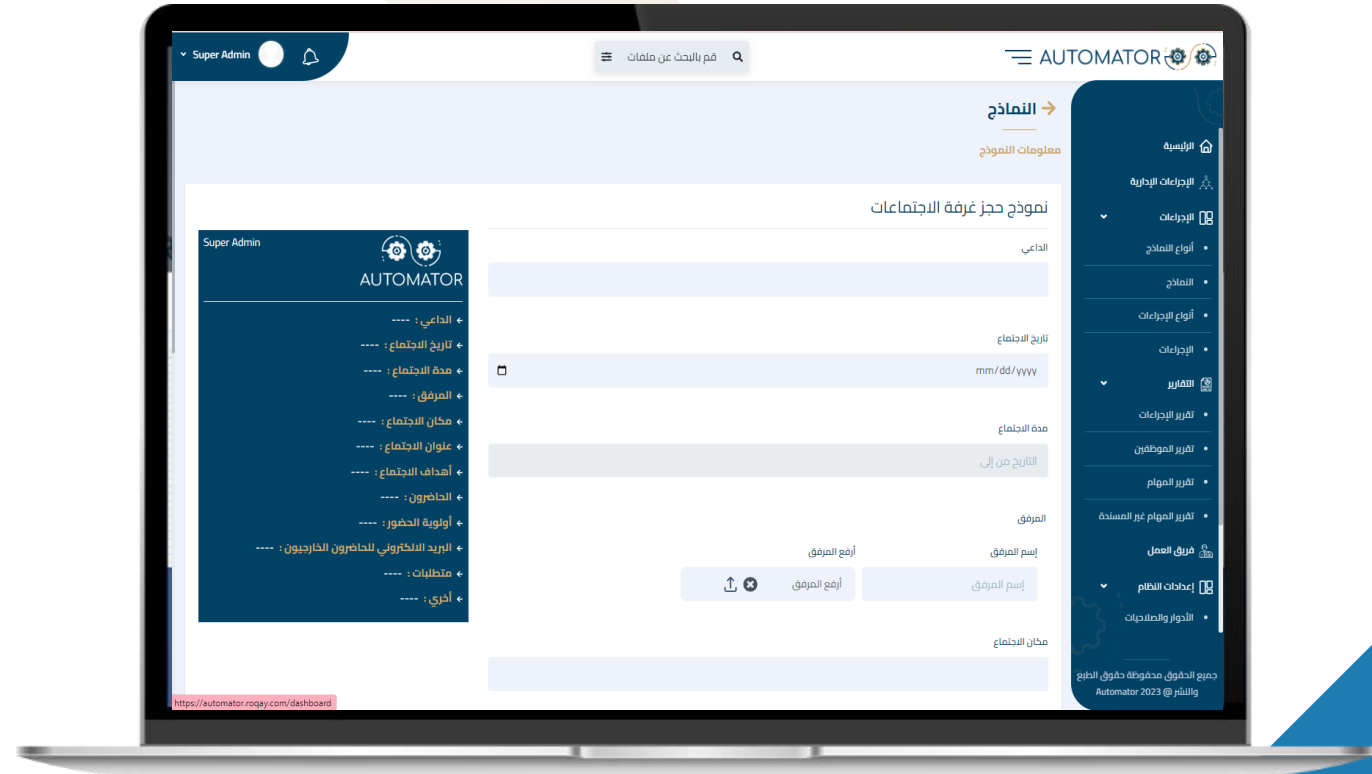 AUTOMATOR
قم بالبحث عن ملفات
Super Admin
الرئيسية
الإجراءات الإدارية
الإجراءات
أنواع النماذج
النماذج
أنواع الإجراءات
الإجراءات
التقارير
تقرير الإجراءات
تقرير الموظفين
تقرير المهام
تقرير المهام غير المسندة
فريق العمل
إعدادات النظام
الأدوار والصلاحيات
جميع الحقوق محفوظة حقوق الطبع
والنشر @ Automator 2023
النماذج
معلومات النموذج
نموذج حجز غرفة الاجتماعات
الداعي
تاريخ الاجتماع
mm/dd/yyyy
مدة الاجتماع
التاريخ من إلى
المرفق
إسم المرفق
أرفع المرفق
إسم المرفق
أرفع المرفق
مكان الاجتماع
Super Admin
AUTOMATOR
الداعي : ----
تاريخ الاجتماع : ----
مدة الاجتماع : ----
المرفق : ----
مكان الاجتماع : ----
عنوان الاجتماع : ----
أهداف الاجتماع : ----
الحاضرون : ----
أولوية الحضور : ----
البريد الالكتروني للحاضرون الخارجيون : ----
متطلبات : ----
أخري : ----
https://automator.roqay.com/dashboard